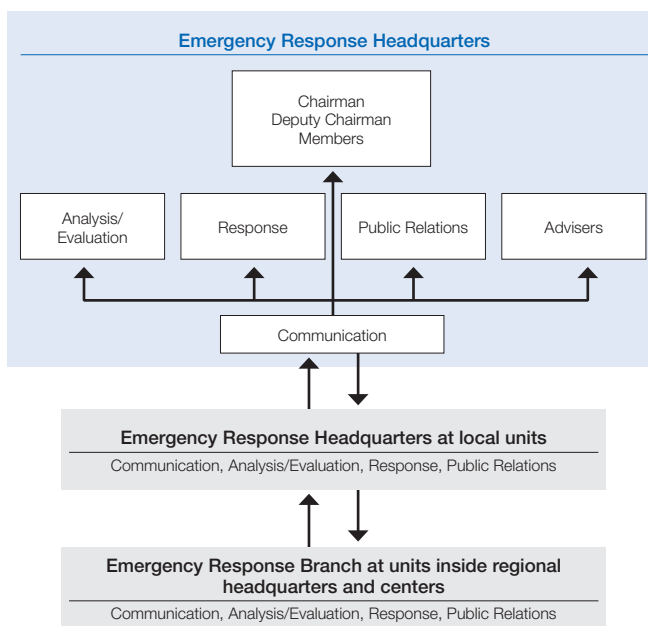 Emergency Response Headquarters
Chairman
Deputy Chairman
Members
Analysis/
Evaluation
Response
Public Relations
Advisers
Communication
Emergency Response Headquarters at local units
Communication, Analysis/Evaluation, Response, Public Relations
Emergency Response Branch at units inside regional
headquarters and centers
Communication, Analysis/Evaluation, Response, Public Relations